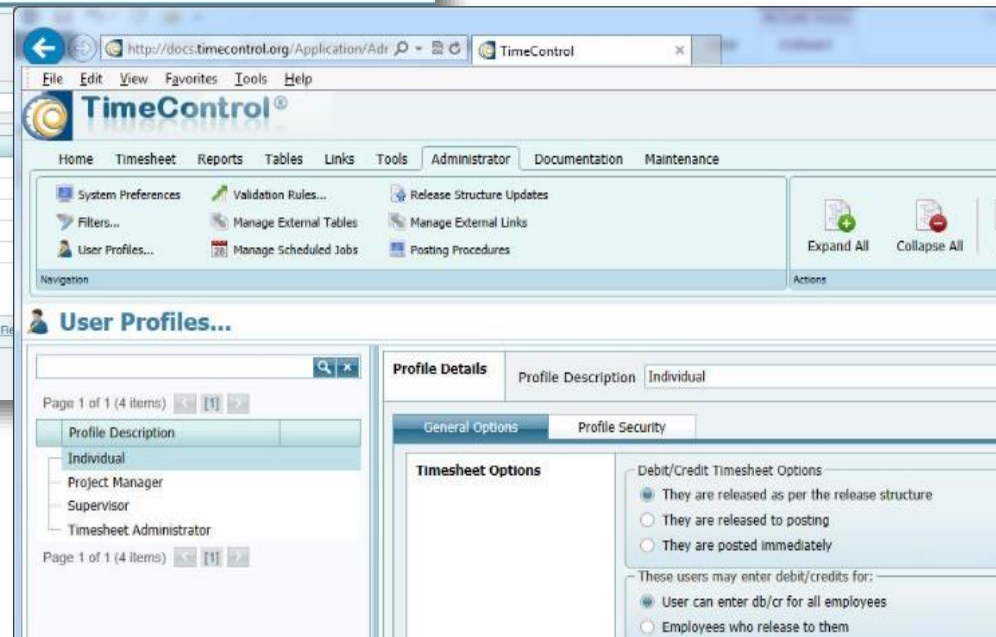 http://docs.timecontrol.org/Application/Adr
TimeControl
File Edit View Favorites Tools Help
TimeControl®
Home Timesheet Reports Tables Links Tools Administrator Documentation Maintenance
System Preferences Validation Rules... Release Structure Updates
Filters... Manage External Tables Manage External Links
User Profiles... Manage Scheduled Jobs Posting Procedures
Expand All Collapse All
Navigation Actions
User Profiles...
Profile Details Profile Description Individual
Page 1 of 1 (4 items) [1]
General Options Profile Security
Profile Description
Individual
Project Manager
Supervisor
Timesheet Administrator
Page 1 of 1 (4 items) [1]
Timesheet Options
Debit/Credit Timesheet Options
They are released as per the release structure
They are released to posting
They are posted immediately
These users may enter debit/credits for:
User can enter db/cr for all employees
Employees who release to them